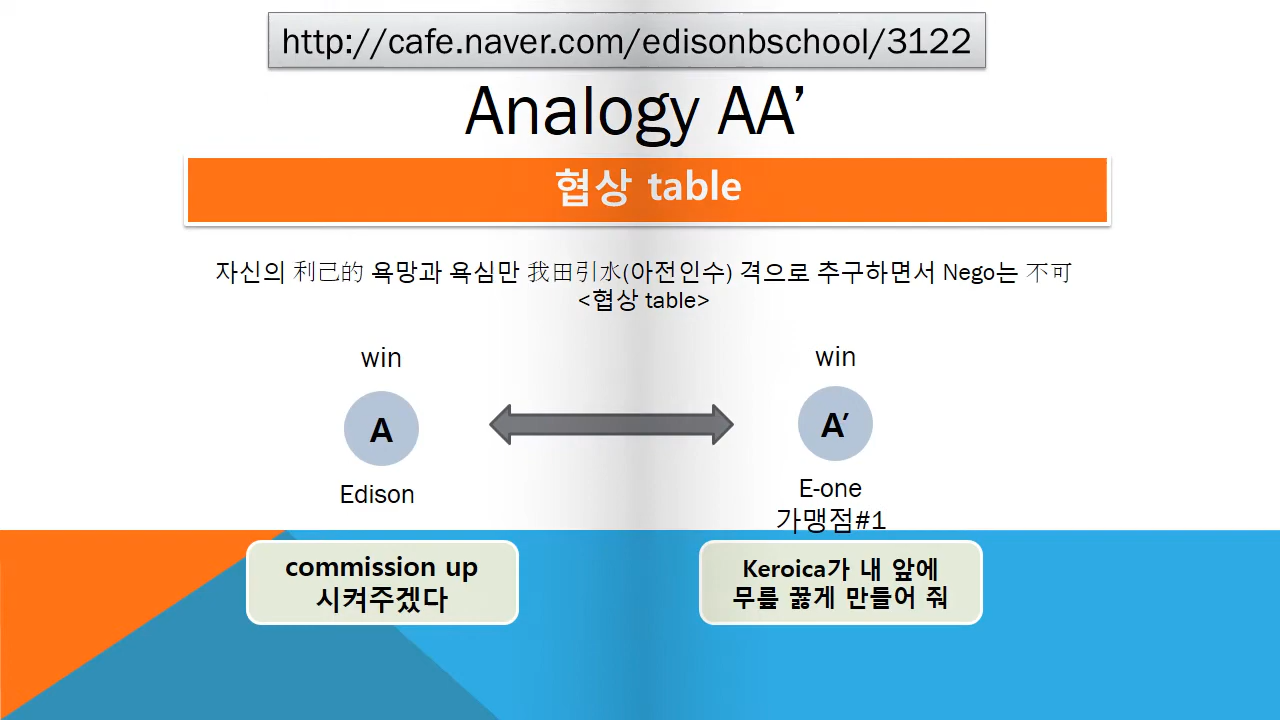 http://cafe.naver.com/edisonbschool/3122
Analogy AA’
협상 table
자신의 利己的 욕망과 욕심만 我田引水(아전인수) 격으로 추구하면서 Nego는 不可
<협상 table>
win
win
A
A’
Edison
E-one
가맹점#1
commission up
시켜주겠다
Keroica가 내 앞에
무릎 꿇게 만들어 줘